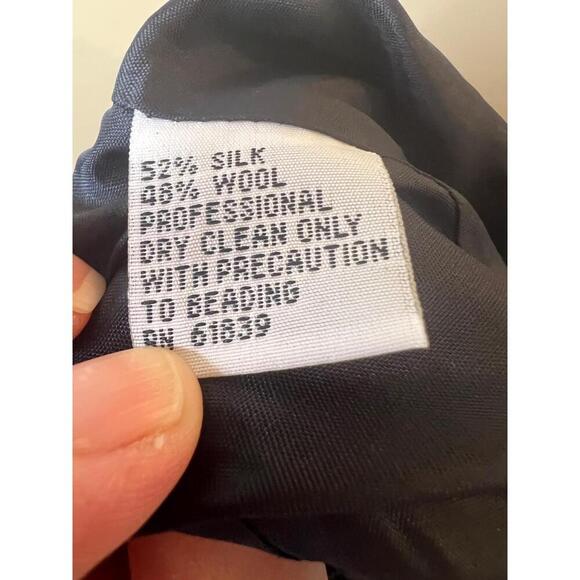 52% SILK
48% WOOL
PROFESSIONAL
DRY CLEAN ONLY
WITH PRECAUTION
TO BEADING
RN 61839